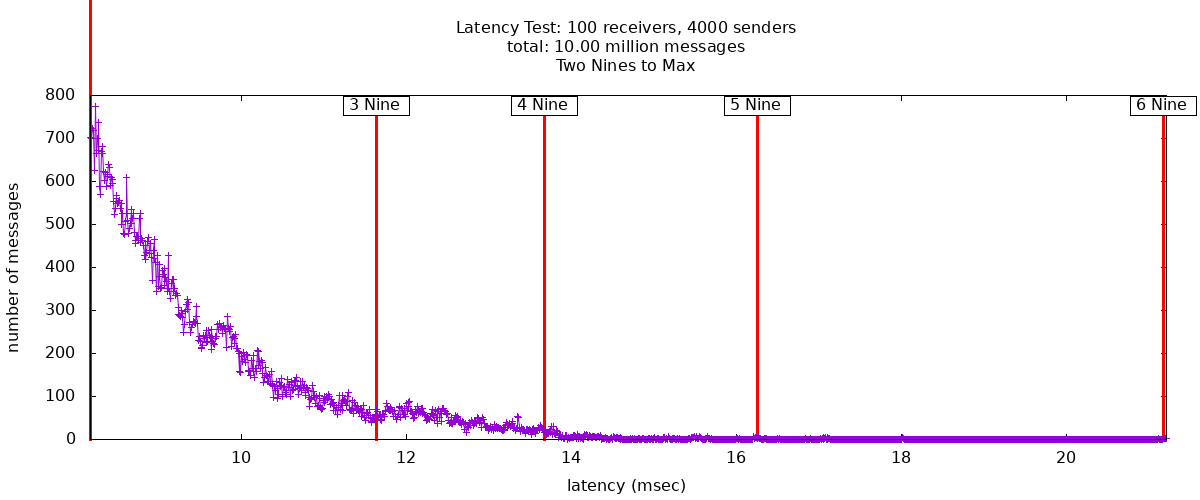 Latency Test: 100 receivers, 4000 senders
total: 10.00 million messages
Two Nines to Max
800
3 Nine
4 Nine
5 Nine
6 Nine
700
600
500
400
300
200
100
0
number of messages
10
12
14
16
18
20
latency (msec)